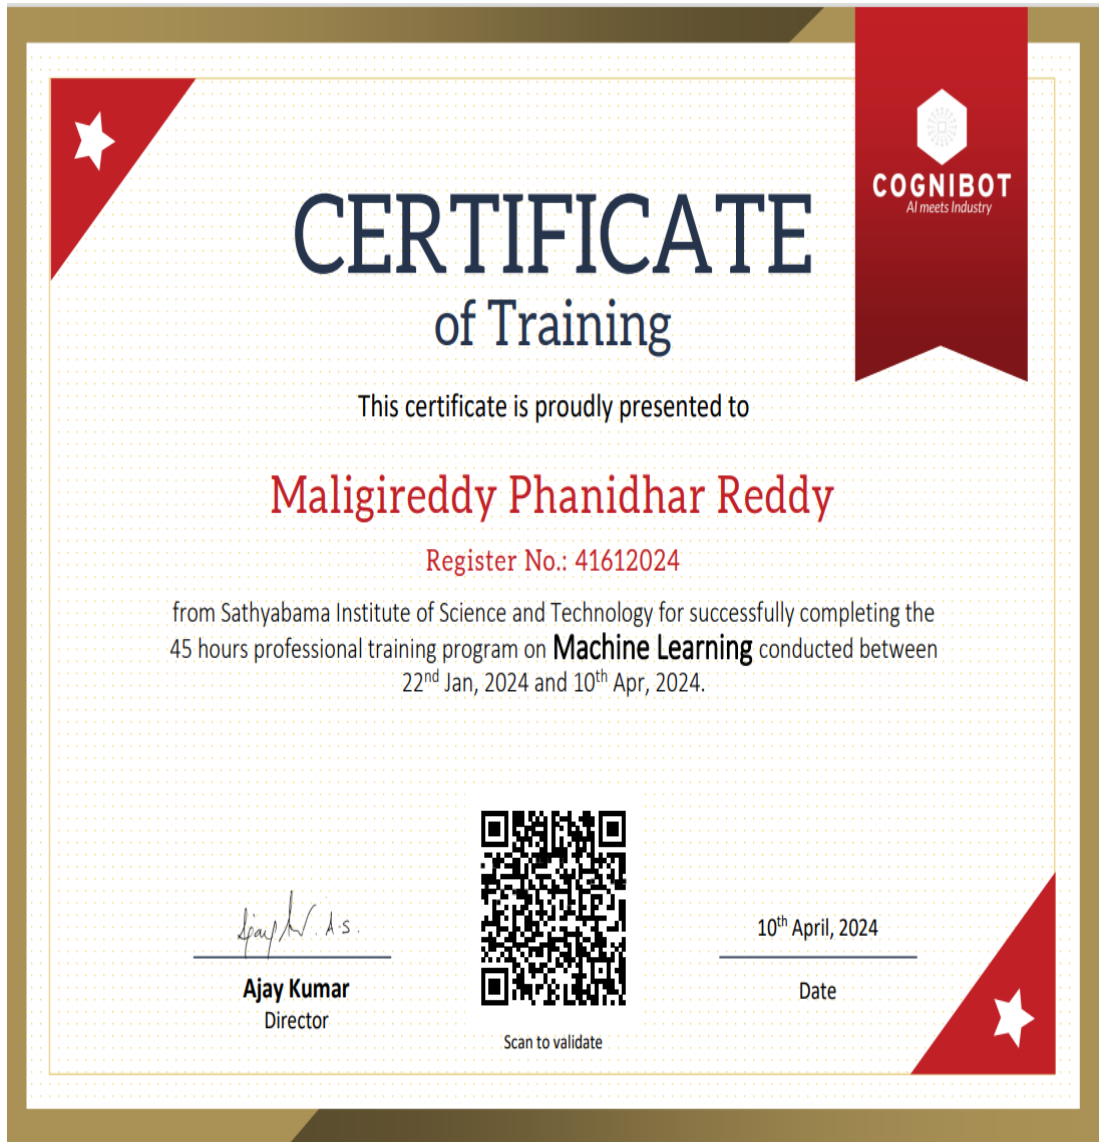 COGNIBOT
AI meets Industry
CERTIFICATE
of Training
This certificate is proudly presented to
Maligireddy Phanidhar Reddy
Register No.: 41612024
from Sathyabama Institute of Science and Technology for successfully completing the
45 hours professional training program on Machine Learning conducted between
22nd Jan, 2024 and 10th Apr, 2024.
A.S.
10th April, 2024
Ajay Kumar
Director
Date
Scan to validate